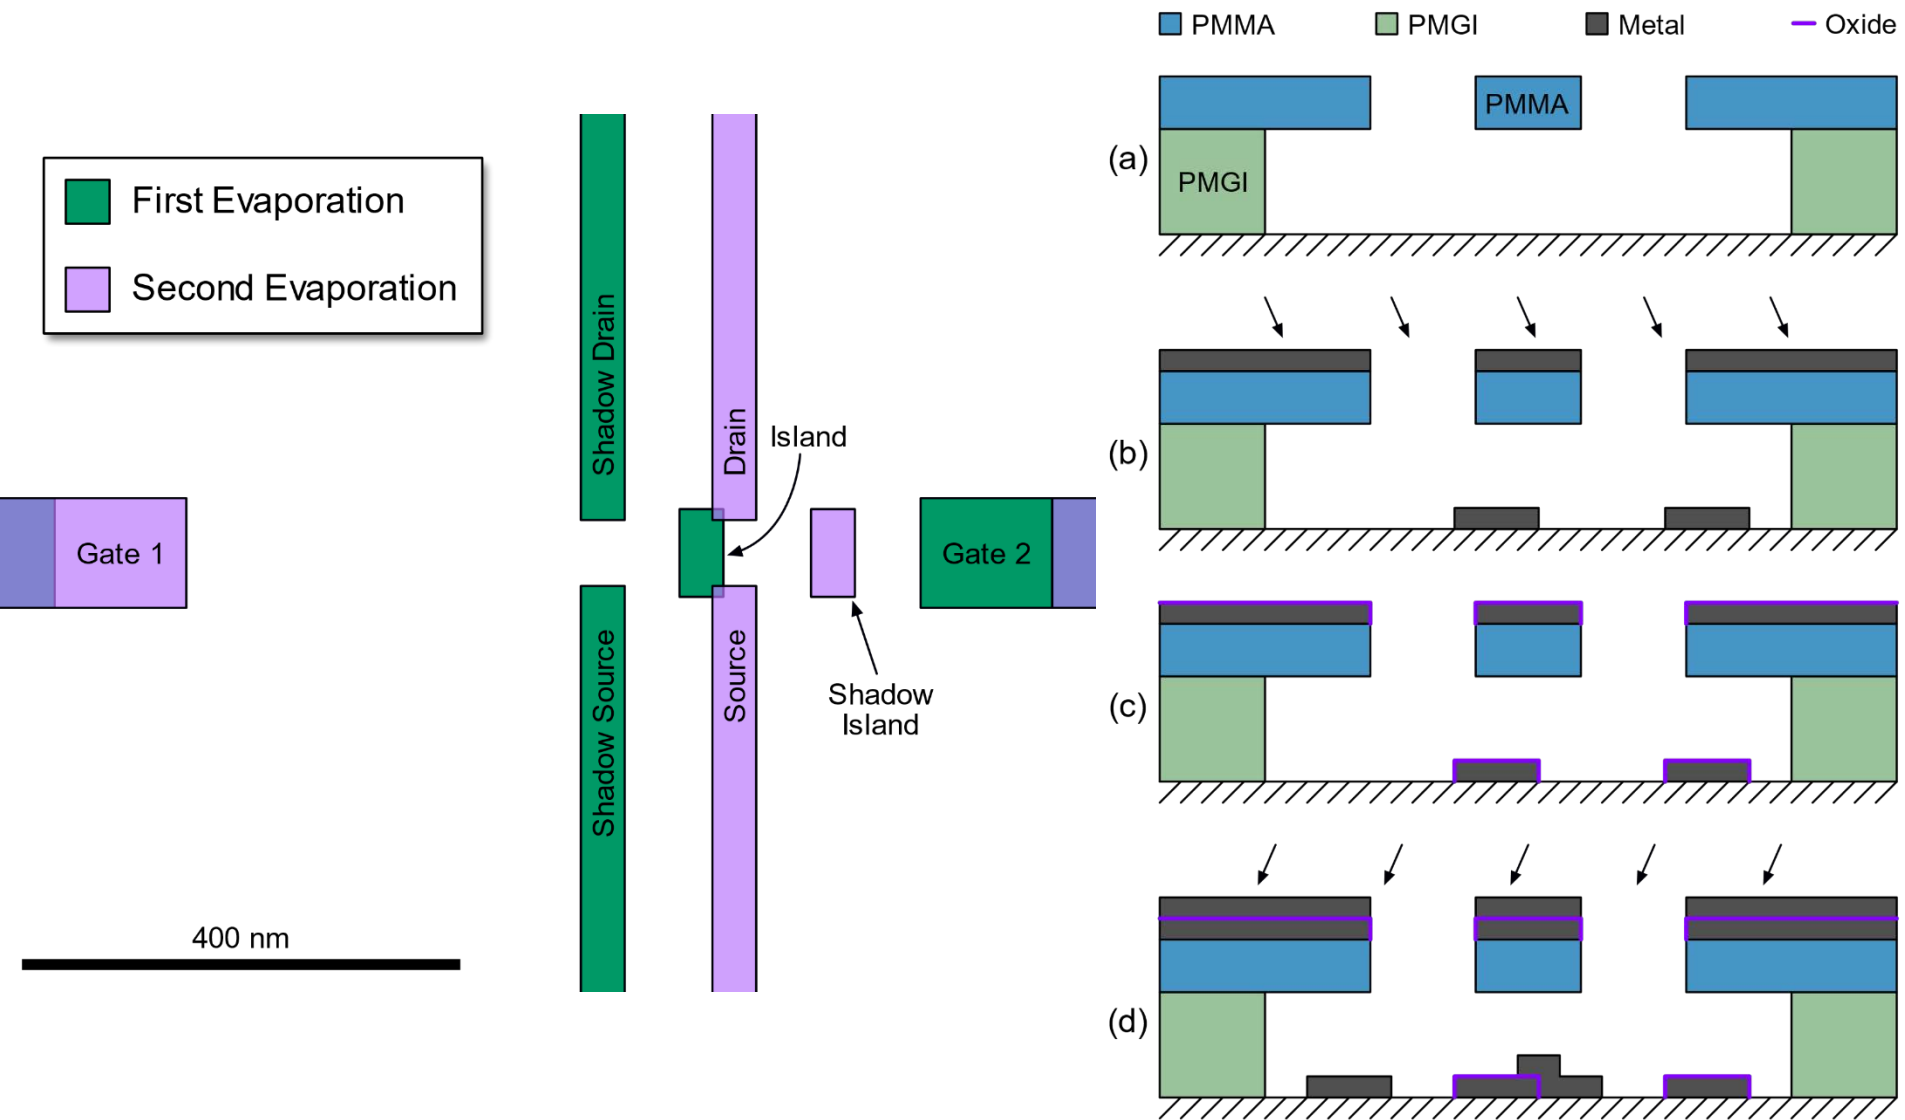 First Evaporation
Second Evaporation
Shadow Drain
Drain
Island
Gate 1
Gate 2
Shadow Source
Source
Shadow
Island
400 nm
PMMA
PMGI
Metal
Oxide
PMMA
(a)
PMGI
(b)
(c)
(d)